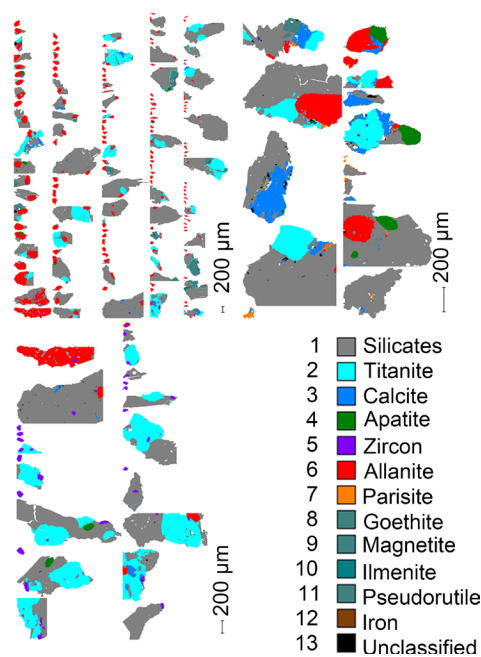 200 µm
200 µm
200 µm
1 Silicates
2 Titanite
3 Calcite
4 Apatite
5 Zircon
6 Allanite
7 Parisite
8 Goethite
9 Magnetite
10 Ilmenite
11 Pseudorutile
12 Iron
13 Unclassified